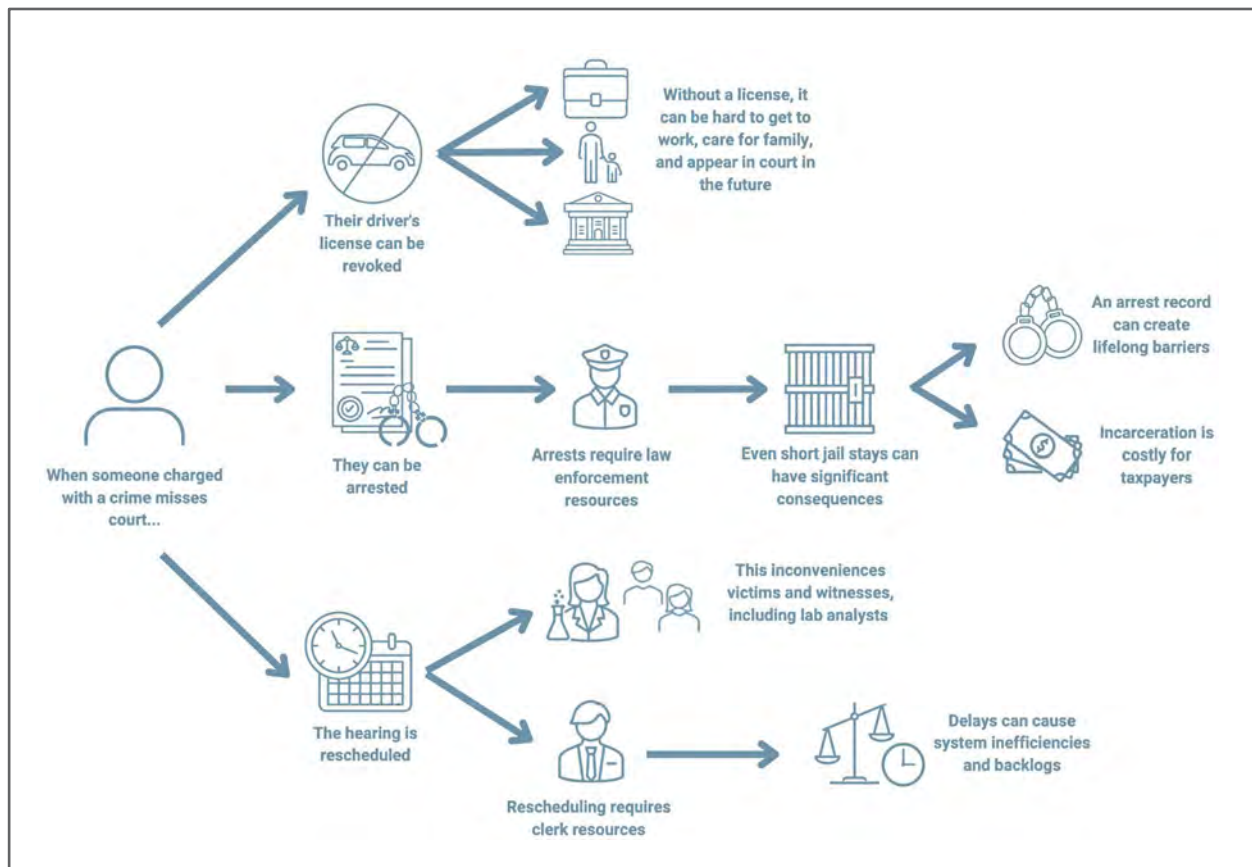 Without a license, it
can be hard to get to
work, care for family,
and appear in court in
the future
Their driver's
license can be
revoked
An arrest record
can create
lifelong barriers
When someone charged
with a crime misses
court...
They can be
arrested
Arrests require law
enforcement
resources
Even short jail stays can
have significant
consequences
Incarceration is
costly for
taxpayers
This inconveniences
victims and witnesses,
including lab analysts
The hearing is
rescheduled
Rescheduling requires
clerk resources
Delays can cause
system inefficiencies
and backlogs